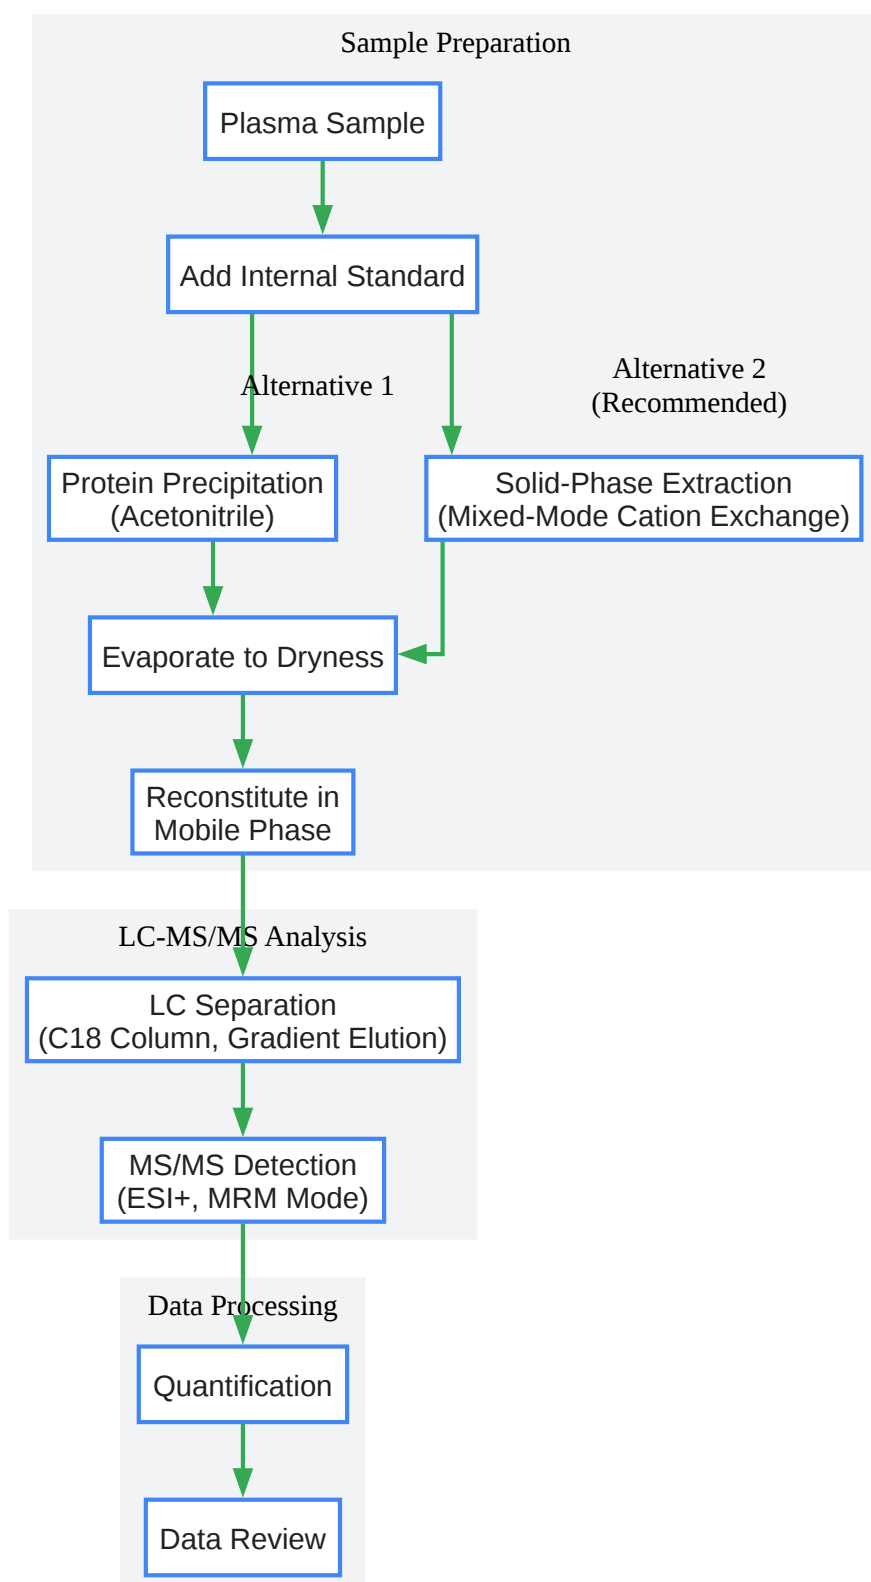 Sample Preparation
Plasma Sample
Add Internal Standard
Alternative 1
Alternative 2
(Recommended)
Protein Precipitation
(Acetonitrile)
Solid-Phase Extraction
(Mixed-Mode Cation Exchange)
Evaporate to Dryness
Reconstitute in
Mobile Phase
LC-MS/MS Analysis
LC Separation
(C18 Column, Gradient Elution)
MS/MS Detection
(ESI+, MRM Mode)
Data Processing
Quantification
Data Review